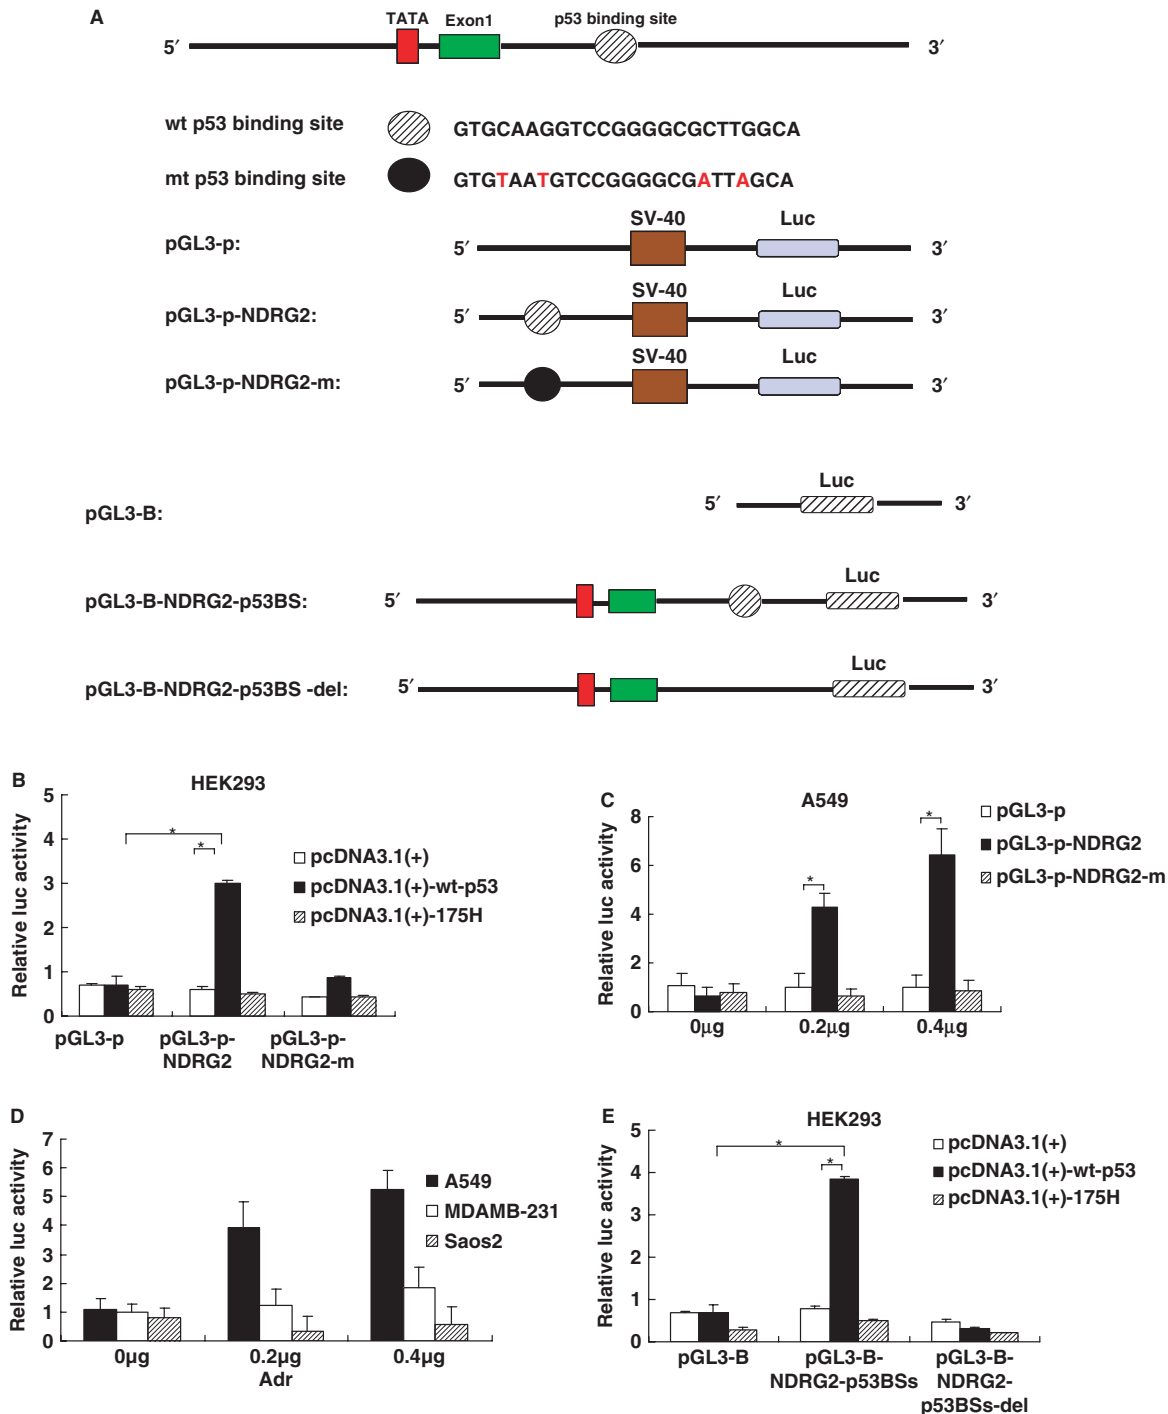 A
TATA Exon1 p53 binding site
5′ 3′
wt p53 binding site GTGCAAGGTCCGGGGCGCTTGGCA
mt p53 binding site GTGTAATGTCCGGGGCGATTAGCA
SV-40 Luc
pGL3-p: 5′ 3′
SV-40 Luc
pGL3-p-NDRG2: 5′ 3′
SV-40 Luc
pGL3-p-NDRG2-m: 5′ 3′
Luc
pGL3-B: 5′ 3′
Luc
pGL3-B-NDRG2-p53BS: 5′ 3′
Luc
pGL3-B-NDRG2-p53BS -del: 5′ 3′
B
HEK293
Relative luc activity
5
4
3
2
1
0
*
*
pcDNA3.1(+)
pcDNA3.1(+)-wt-p53
pcDNA3.1(+)-175H
pGL3-p
pGL3-p-
NDRG2
pGL3-p-
NDRG2-m
C
A549
Relative luc activity
8
6
4
2
0
*
*
pGL3-p
pGL3-p-NDRG2
pGL3-p-NDRG2-m
0μg 0.2μg 0.4μg
D
Relative luc activity
7
6
5
4
3
2
1
0
A549
MDAMB-231
Saos2
0μg 0.2μg 0.4μg
Adr
E
HEK293
Relative luc activity
5
4
3
2
1
0
*
*
pcDNA3.1(+)
pcDNA3.1(+)-wt-p53
pcDNA3.1(+)-175H
pGL3-B
pGL3-B-
NDRG2-p53BSs
pGL3-B-
NDRG2-
p53BSs-del